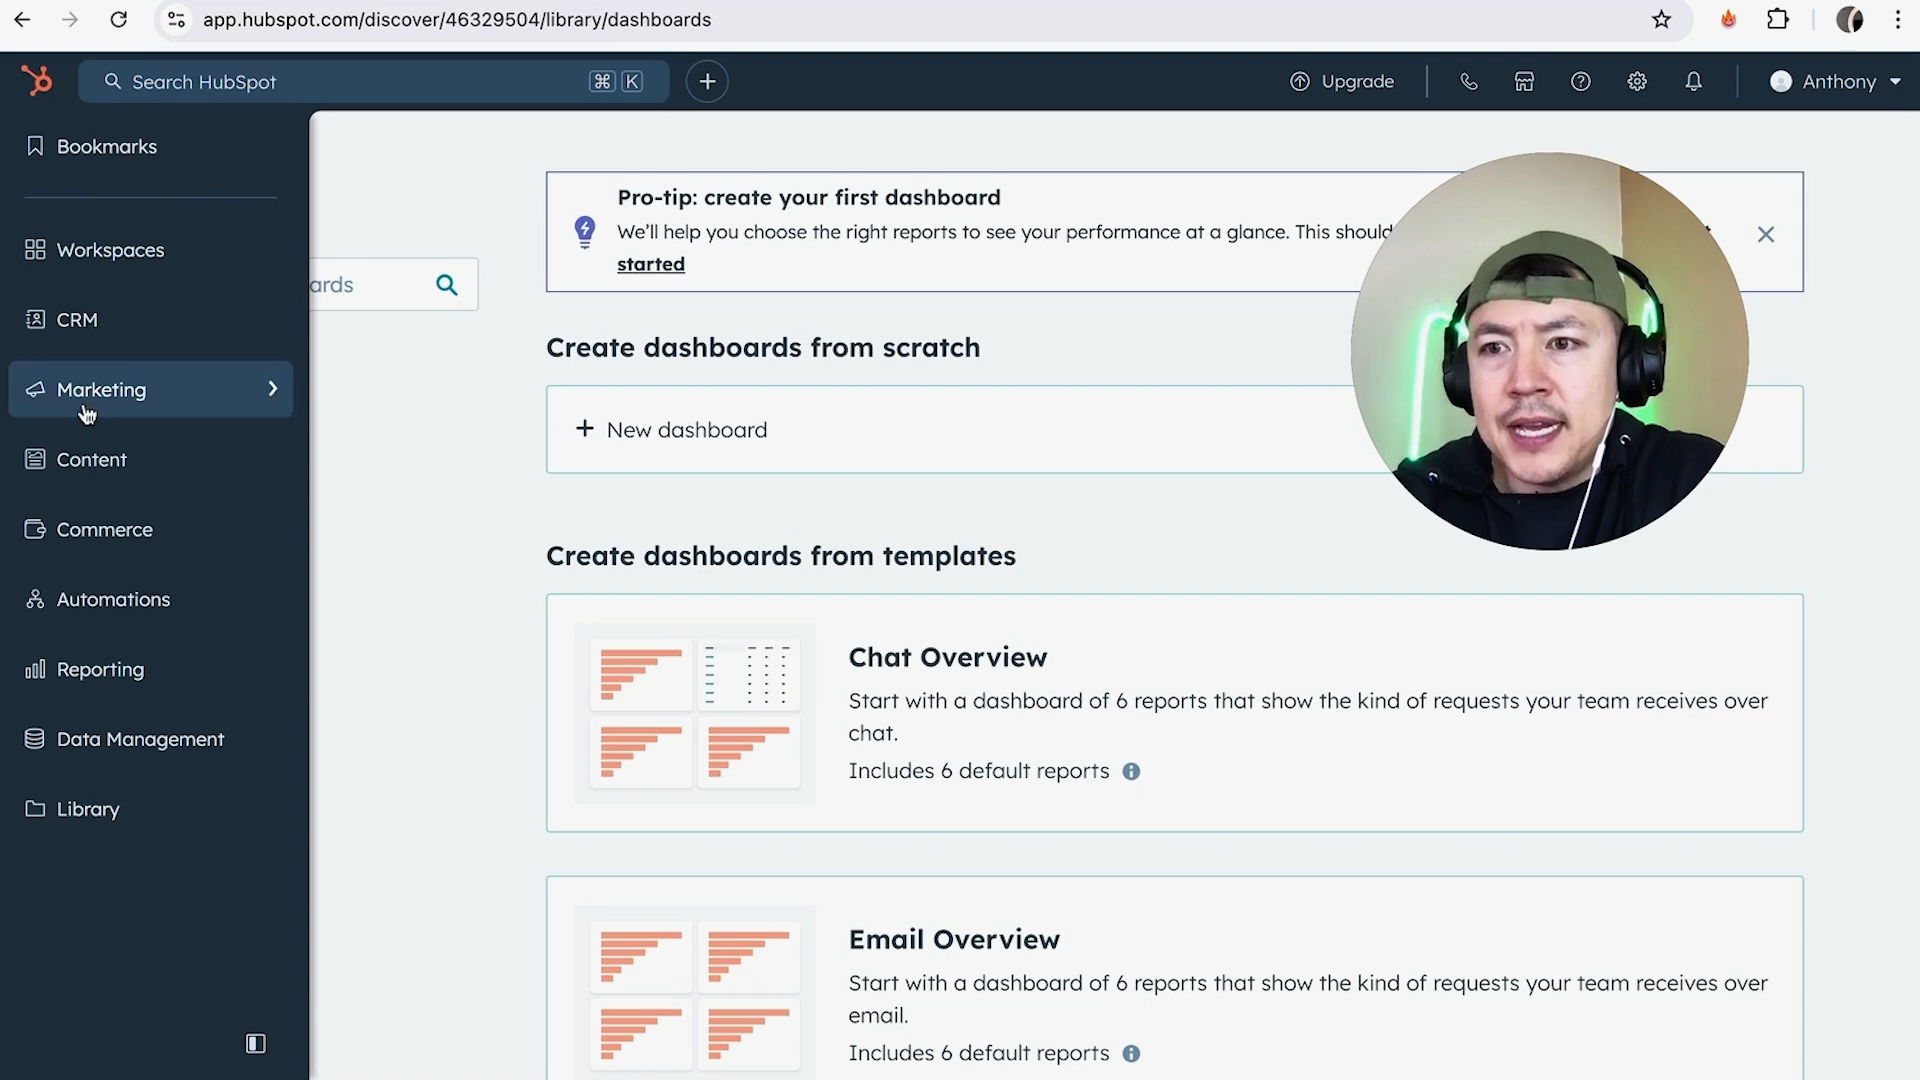 app.hubspot.com/discover/46329504/library/dashboards
Search HubSpot
⌘ K
Upgrade
Anthony
Bookmarks
Workspaces
CRM
Marketing
Content
Commerce
Automations
Reporting
Data Management
Library
ards
Pro-tip: create your first dashboard
We'll help you choose the right reports to see your performance at a glance. This should
started
Create dashboards from scratch
+ New dashboard
Create dashboards from templates
Chat Overview
Start with a dashboard of 6 reports that show the kind of requests your team receives over
chat.
Includes 6 default reports
Email Overview
Start with a dashboard of 6 reports that show the kind of requests your team receives over
email.
Includes 6 default reports